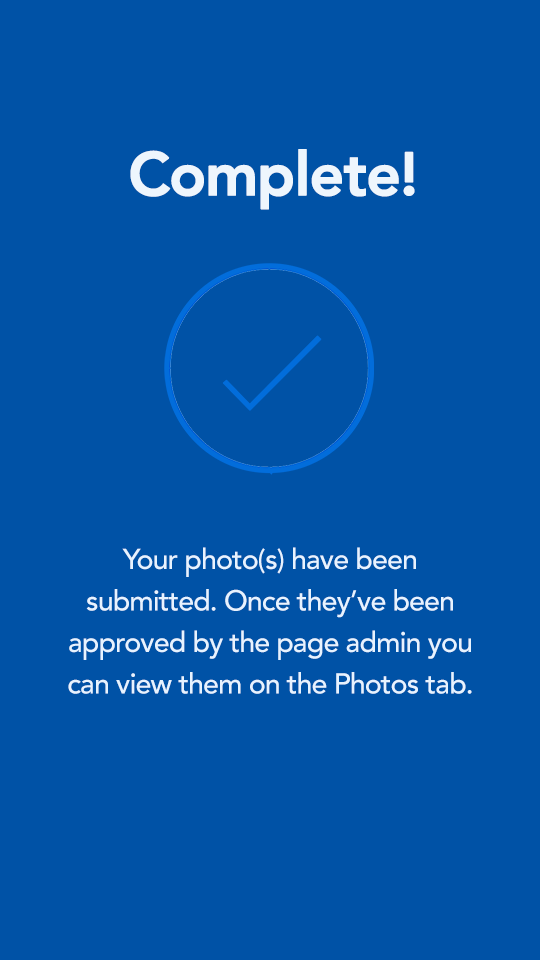 Complete!
Your photo(s) have been
submitted. Once they’ve been
approved by the page admin you
can view them on the Photos tab.